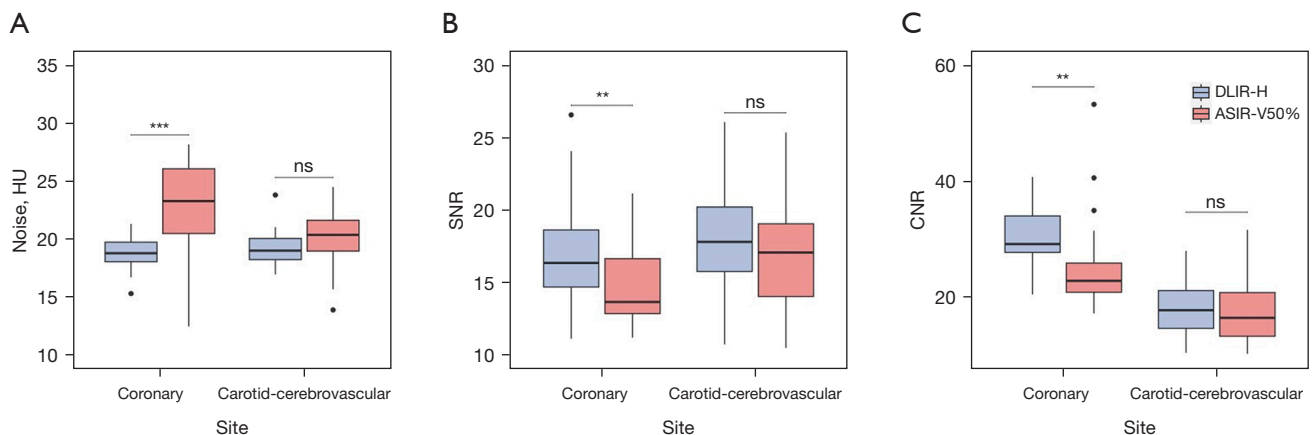 A
35
30
25
20
15
10
Noise, HU
***
ns
Coronary
Carotid-cerebrovascular
Site
B
30
25
20
15
10
SNR
**
ns
Coronary
Carotid-cerebrovascular
Site
C
60
40
20
CNR
**
ns
DLIR-H
ASIR-V50%
Coronary
Carotid-cerebrovascular
Site